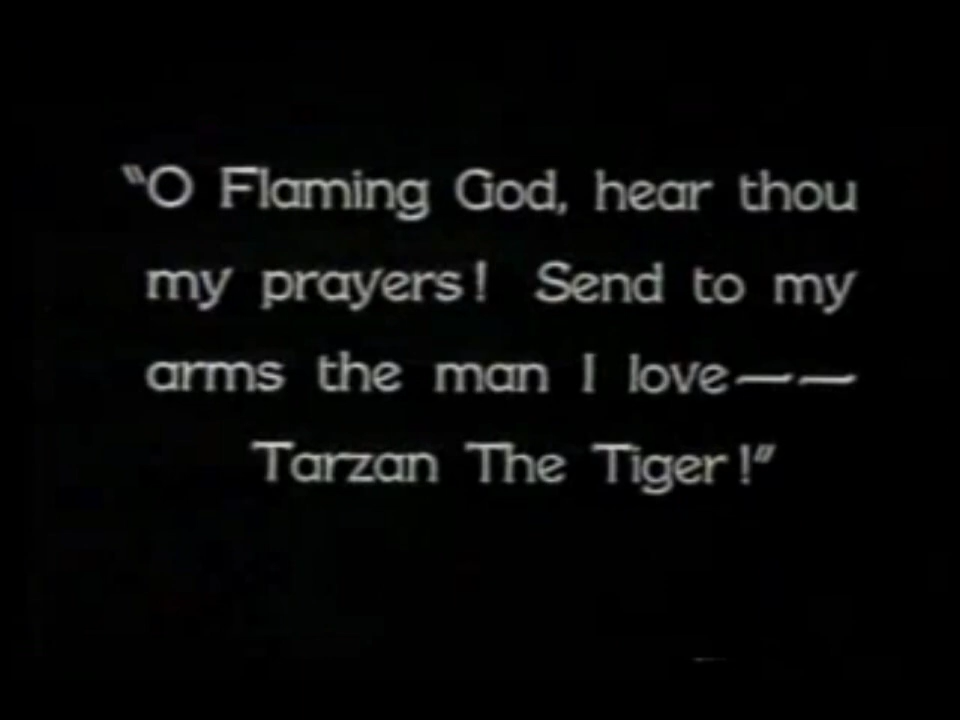 "O Flaming God, hear thou
my prayers! Send to my
arms the man I love——
Tarzan The Tiger!"